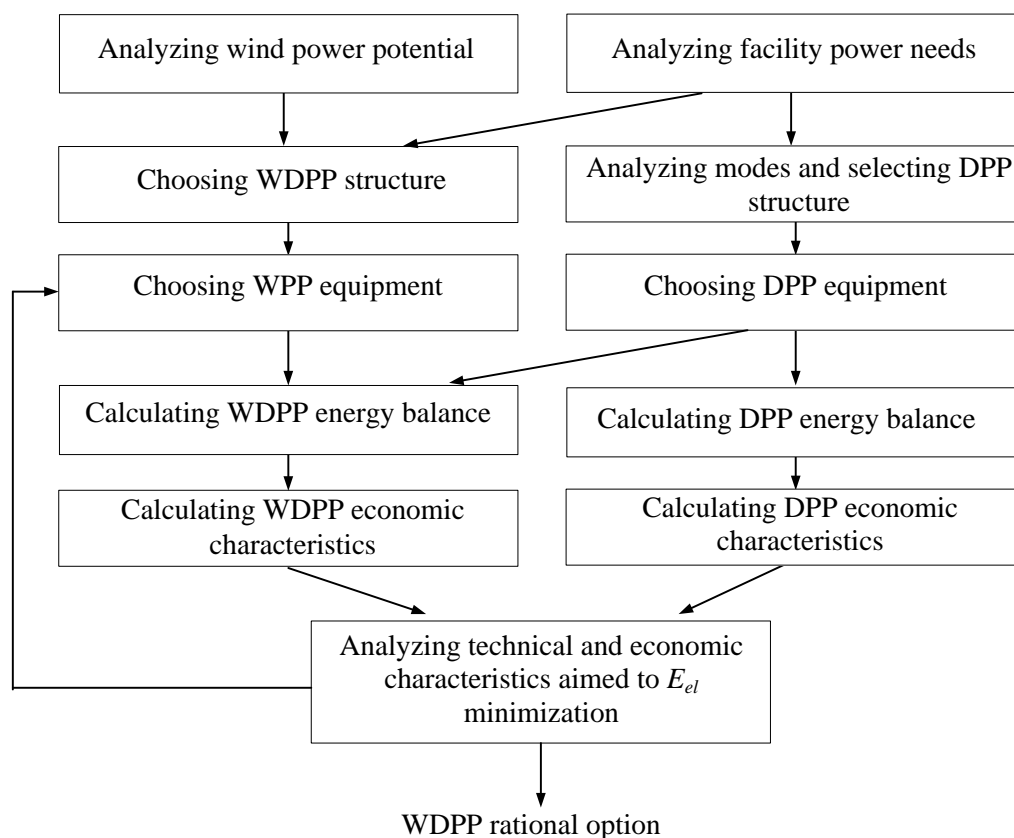 Analyzing wind power potential
Analyzing facility power needs
Choosing WDPP structure
Analyzing modes and selecting DPP
structure
Choosing WPP equipment
Choosing DPP equipment
Calculating WDPP energy balance
Calculating DPP energy balance
Calculating WDPP economic
characteristics
Calculating DPP economic
characteristics
Analyzing technical and economic
characteristics aimed to E_el
minimization
WDPP rational option